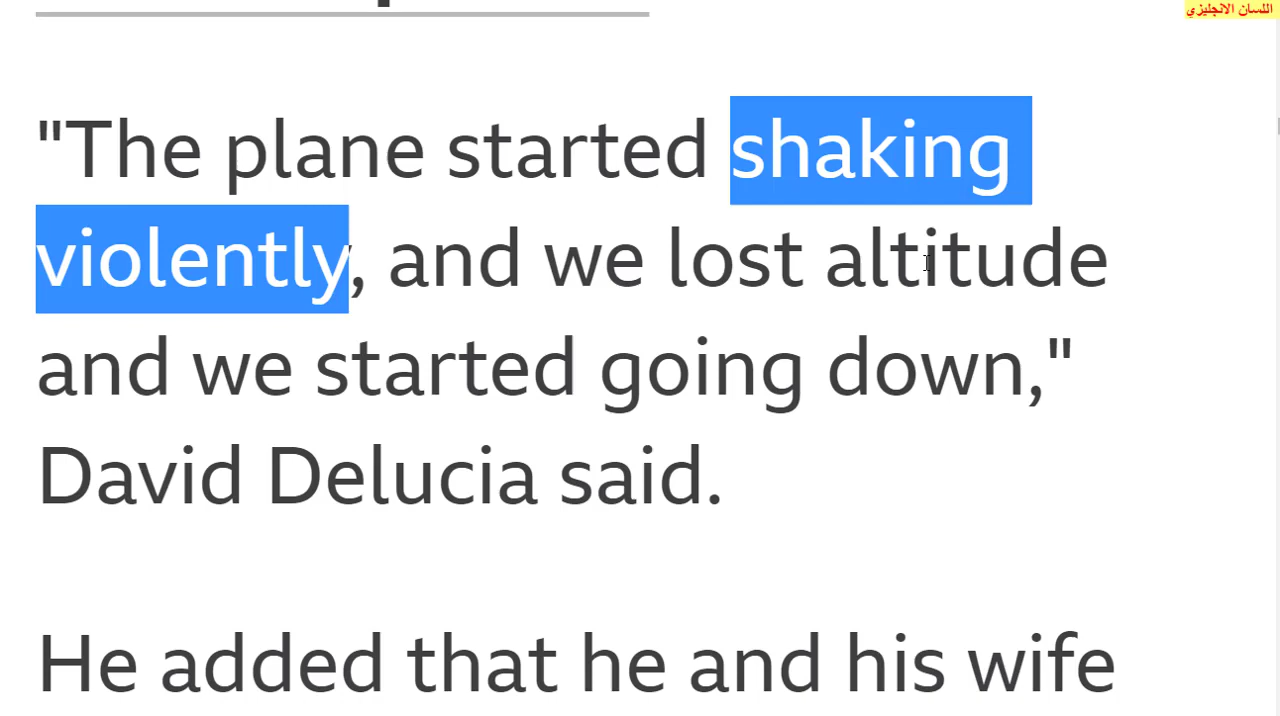 اللسان الانجليزي
"The plane started shaking
violently, and we lost altitude
and we started going down,"
David Delucia said.
He added that he and his wife